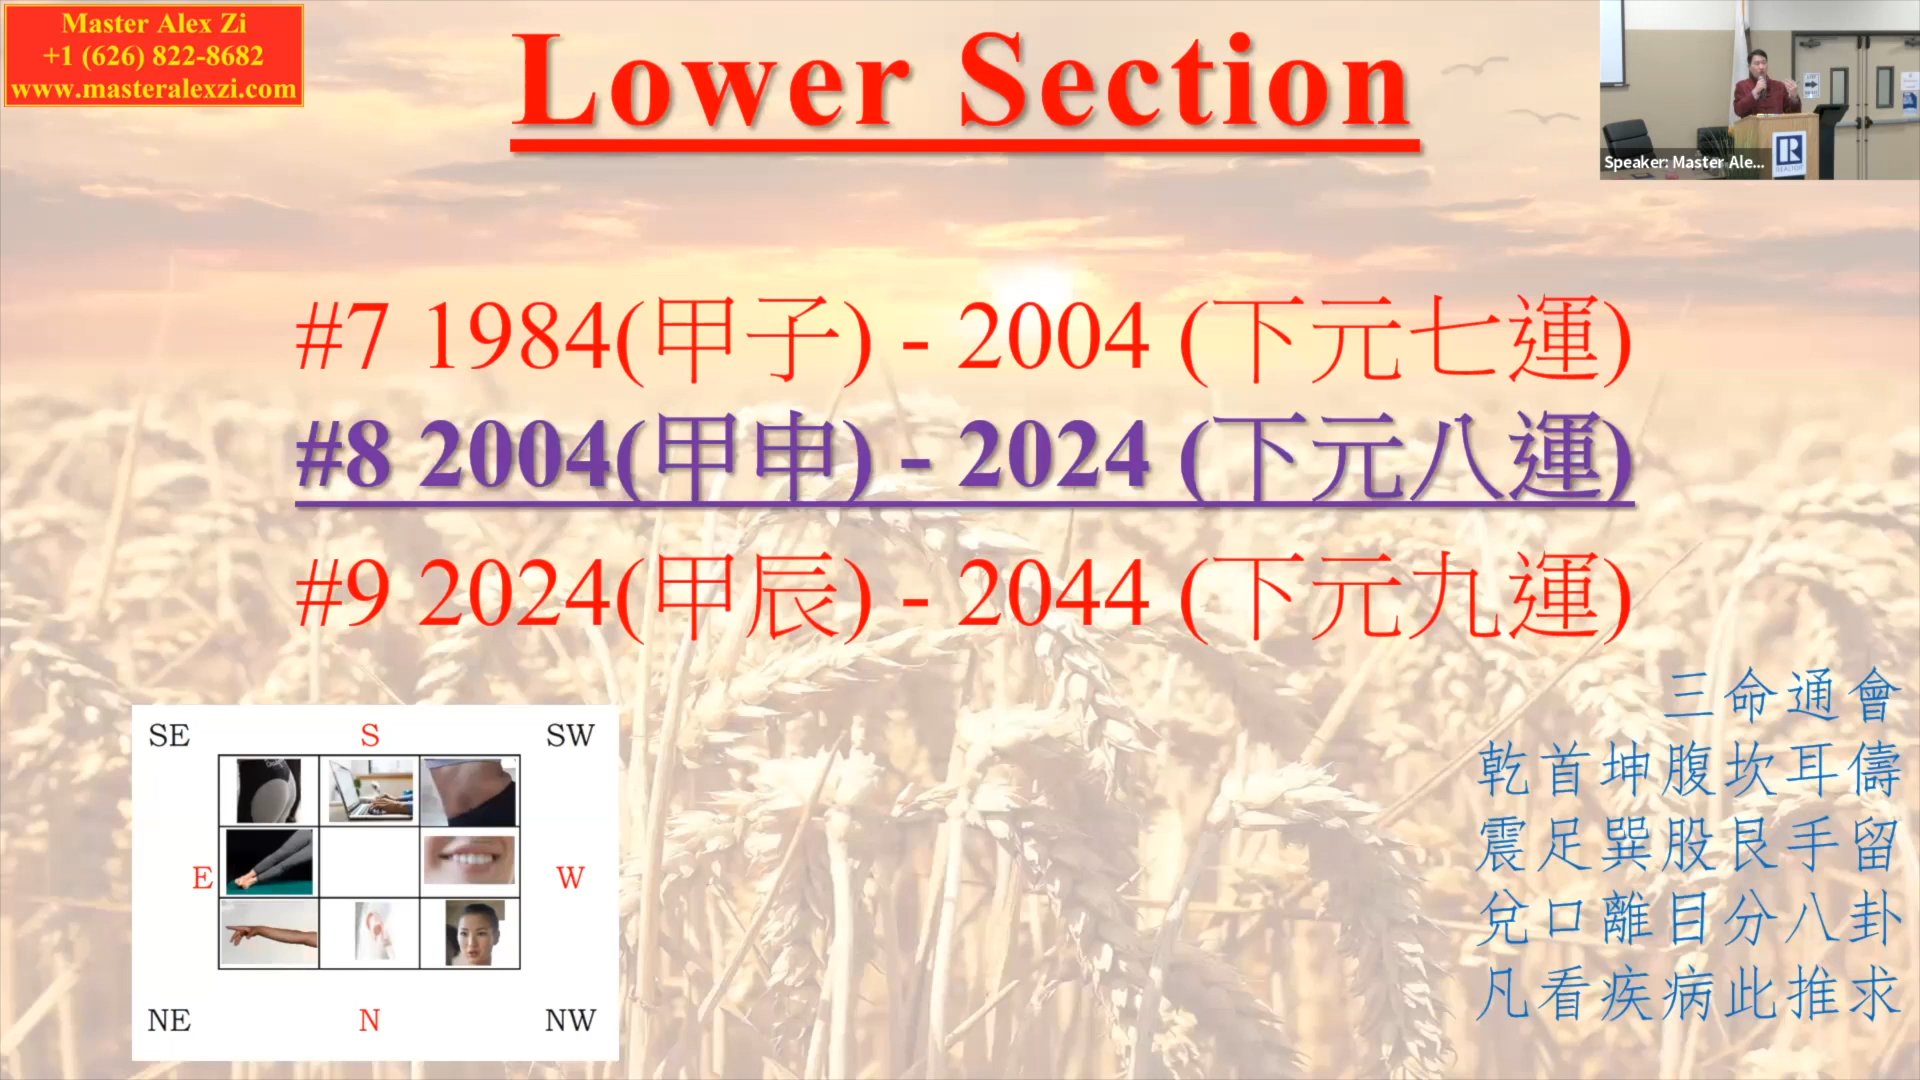 Master Alex Zi
+1 (626) 822-8682
www.masteralexzi.com
Lower Section
Speaker: Master Ale...
REALTOR
#7 1984(甲子) - 2004 (下元七運)
#8 2004(甲申) - 2024 (下元八運)
#9 2024(甲辰) - 2044 (下元九運)
SE S SW
E W
NE N NW
三命通會
乾首坤腹坎耳儔
震足巽股艮手留
兌口離目分八卦
凡看疾病此推求